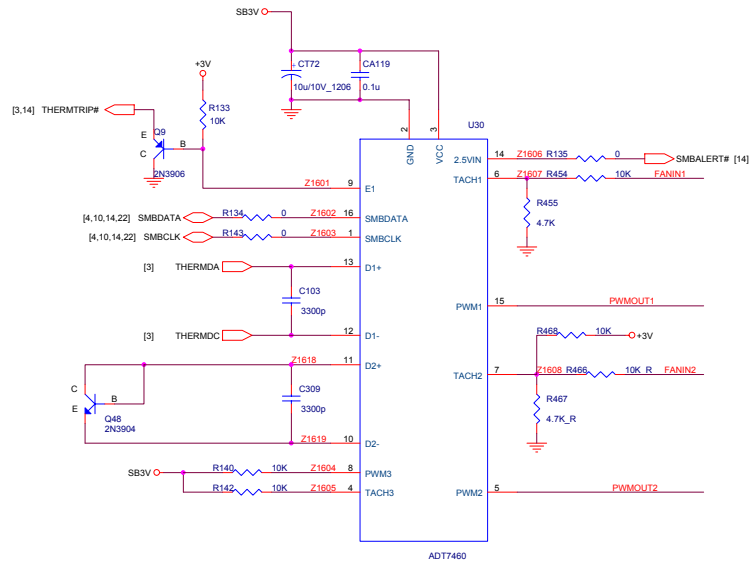 SB3V
+3V
CT72
CA119
10u/10V_1206
0.1u
[3,14] THERMTRIP#
R133
10K
U30
E
Q9
B
C
2N3906
2
3
GND
VCC
2.5VIN
14
Z1606
R135
0
SMBALERT# [14]
TACH1
6
Z1607
R454
10K
FANIN1
Z1601
9
E1
R455
4.7K
[4,10,14,22] SMBDATA
R134
0
Z1602
16
SMBDATA
[4,10,14,22] SMBCLK
R143
0
Z1603
1
SMBCLK
[3] THERMDA
13
D1+
C103
3300p
PWM1
15
PWMOUT1
[3] THERMDC
12
D1-
R468
10K
+3V
Z1618
11
D2+
TACH2
7
Z1608
R466
10K_R
FANIN2
C
B
E
Q48
2N3904
C309
3300p
R467
4.7K_R
Z1619
10
D2-
SB3V
R140
10K
Z1604
8
PWM3
R142
10K
Z1605
4
TACH3
PWM2
5
PWMOUT2
ADT7460